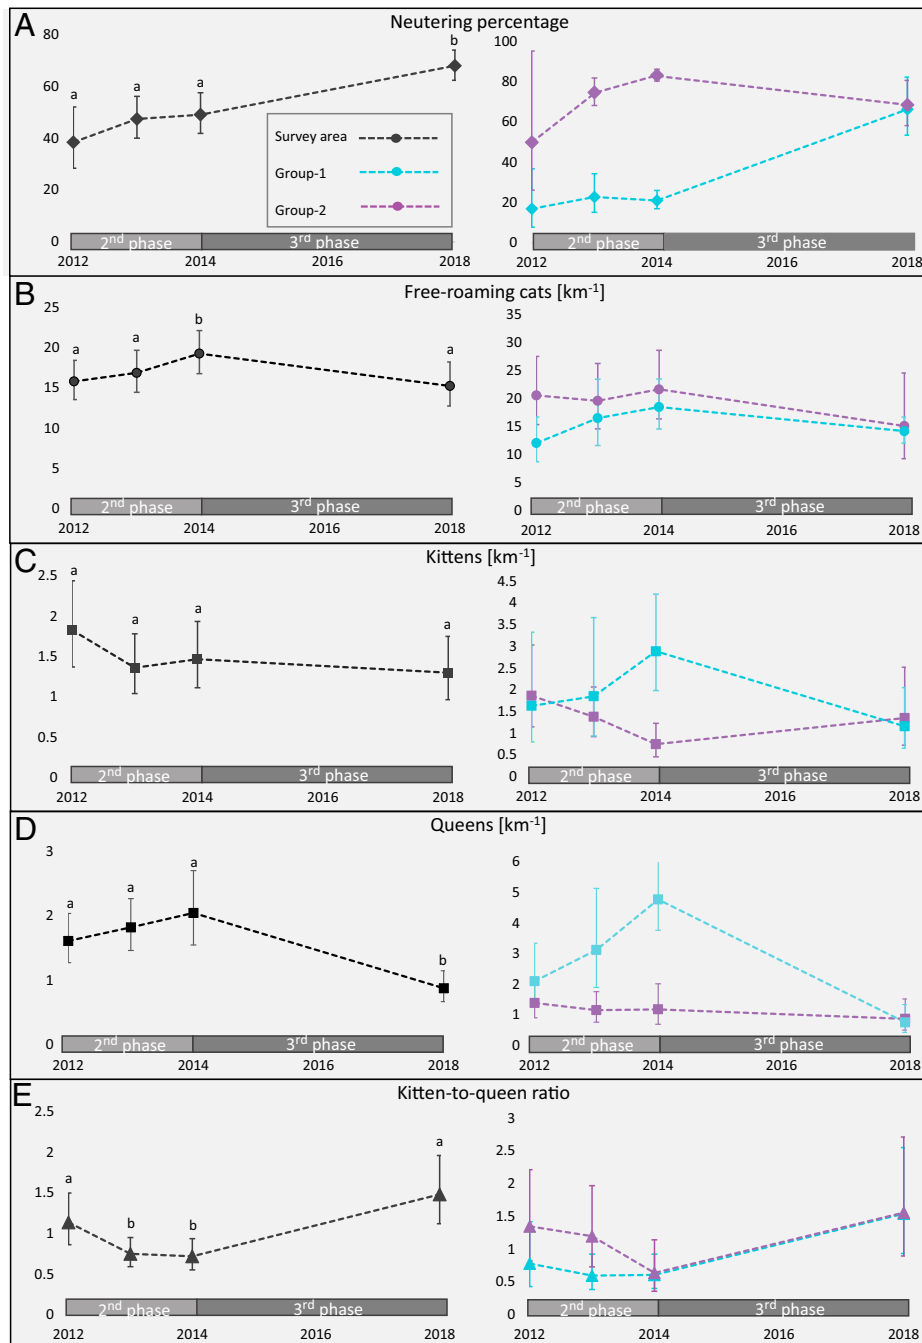 A
Neutering percentage
80
60
40
20
0
a
a
a
b
Survey area
Group-1
Group-2
2nd phase
3rd phase
2012
2014
2016
2018
100
80
60
40
20
0
2nd phase
3rd phase
2012
2014
2016
2018
B
Free-roaming cats [km-1]
25
20
15
10
5
0
a
a
b
a
2nd phase
3rd phase
2012
2014
2016
2018
35
30
25
20
15
10
5
0
2nd phase
3rd phase
2012
2014
2016
2018
C
Kittens [km-1]
2.5
2
1.5
1
0.5
0
a
a
a
a
2nd phase
3rd phase
2012
2014
2016
2018
4.5
4
3.5
3
2.5
2
1.5
1
0.5
0
2nd phase
3rd phase
2012
2014
2016
2018
D
Queens [km-1]
3
2
1
0
a
a
a
b
2nd phase
3rd phase
2012
2014
2016
2018
6
5
4
3
2
1
0
2nd phase
3rd phase
2012
2014
2016
2018
E
Kitten-to-queen ratio
2.5
2
1.5
1
0.5
0
a
b
b
a
2nd phase
3rd phase
2012
2014
2016
2018
3
2.5
2
1.5
1
0.5
0
2nd phase
3rd phase
2012
2014
2016
2018